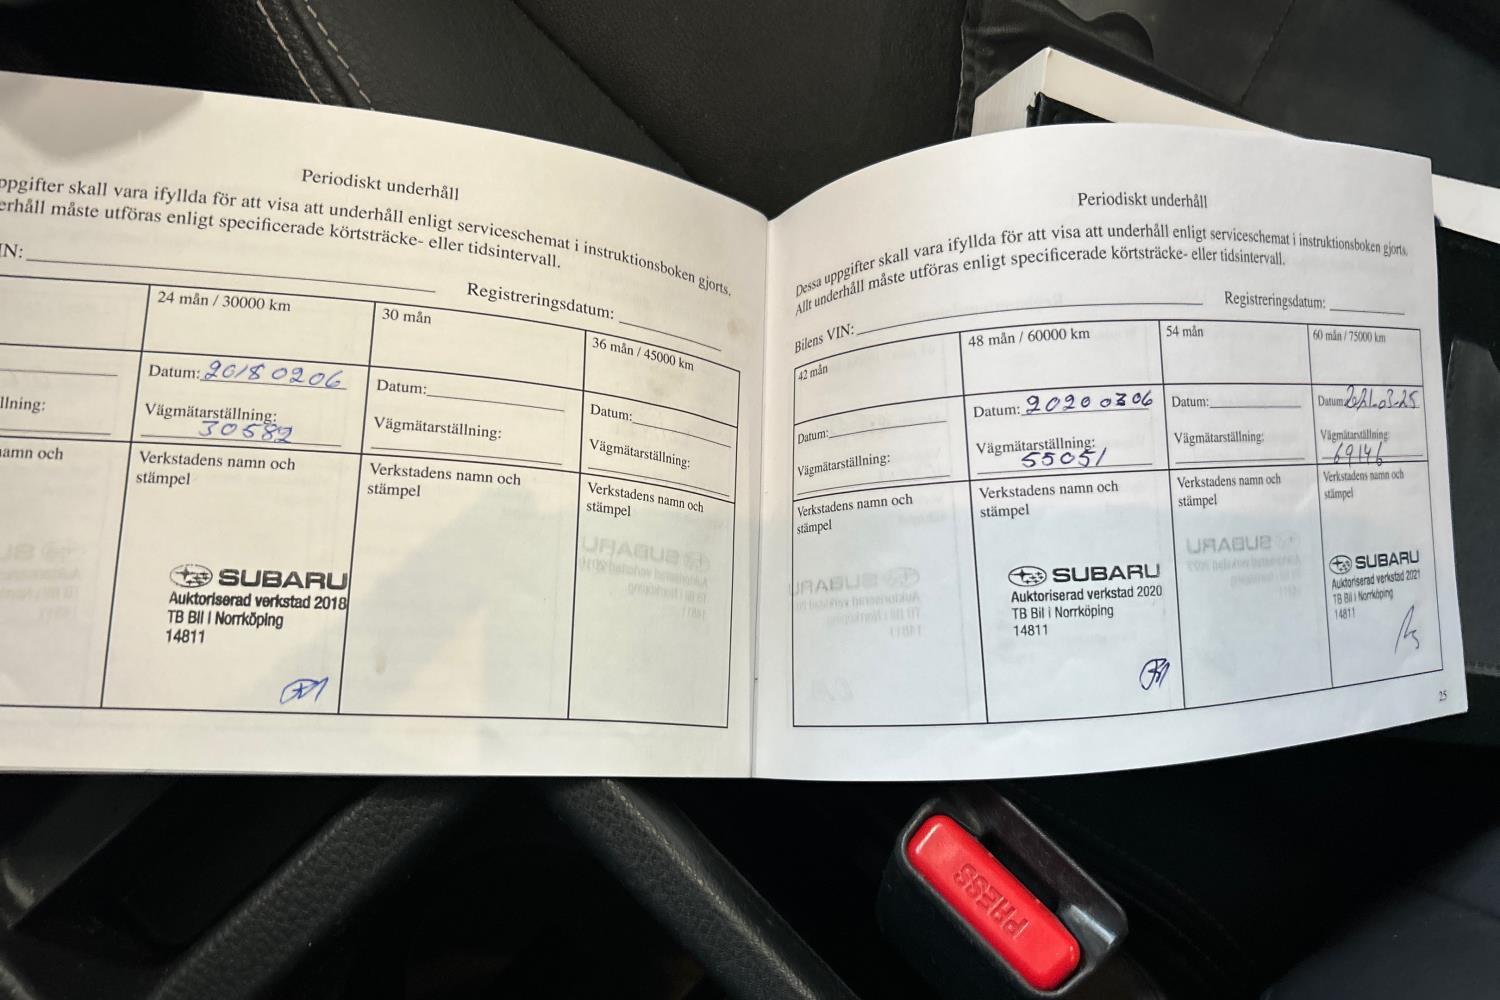 Periodiskt underhåll
ppgifter skall vara ifyllda för att visa att underhåll enligt serviceschemat i instruktionsboken gjorts.
erhåll måste utföras enligt specificerade körtsträcke- eller tidsintervall.
IN:
Registreringsdatum:
24 mån / 30000 km
30 mån
36 mån / 45000 km
Datum: 20180206
Datum:
Datum:
llning:
Vägmätarställning:
30582
Vägmätarställning:
Vägmätarställning:
namn och
Verkstadens namn och
stämpel
Verkstadens namn och
stämpel
Verkstadens namn och
stämpel
SUBARU
Auktoriserad verkstad 2018
TB Bil i Norrköping
14811
Periodiskt underhåll
Dessa uppgifter skall vara ifyllda för att visa att underhåll enligt serviceschemat i instruktionsboken gjorts.
Allt underhåll måste utföras enligt specificerade körtsträcke- eller tidsintervall.
Bilens VIN:
Registreringsdatum:
42 mån
48 mån / 60000 km
54 mån
60 mån / 75000 km
Datum:
Datum: 20200306
Datum:
Datum: 2021-03-25
Vägmätarställning:
Vägmätarställning:
55051
Vägmätarställning:
Vägmätarställning:
69146
Verkstadens namn och
stämpel
Verkstadens namn och
stämpel
Verkstadens namn och
stämpel
Verkstadens namn och
stämpel
SUBARU
Auktoriserad verkstad 2020
TB Bil i Norrköping
14811
SUBARU
Auktoriserad verkstad 2021
TB Bil i Norrköping
14811
25
PRESS